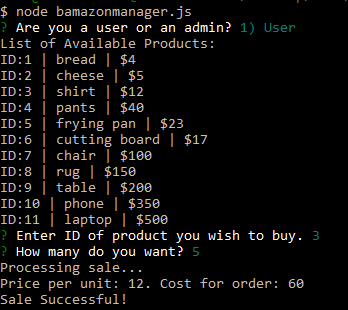 $ node bamazonmanager.js
? Are you a user or an admin? 1) User
List of Available Products:
ID:1 | bread | $4
ID:2 | cheese | $5
ID:3 | shirt | $12
ID:4 | pants | $40
ID:5 | frying pan | $23
ID:6 | cutting board | $17
ID:7 | chair | $100
ID:8 | rug | $150
ID:9 | table | $200
ID:10 | phone | $350
ID:11 | laptop | $500
? Enter ID of product you wish to buy. 3
? How many do you want? 5
Processing sale...
Price per unit: 12. Cost for order: 60
Sale Successful!